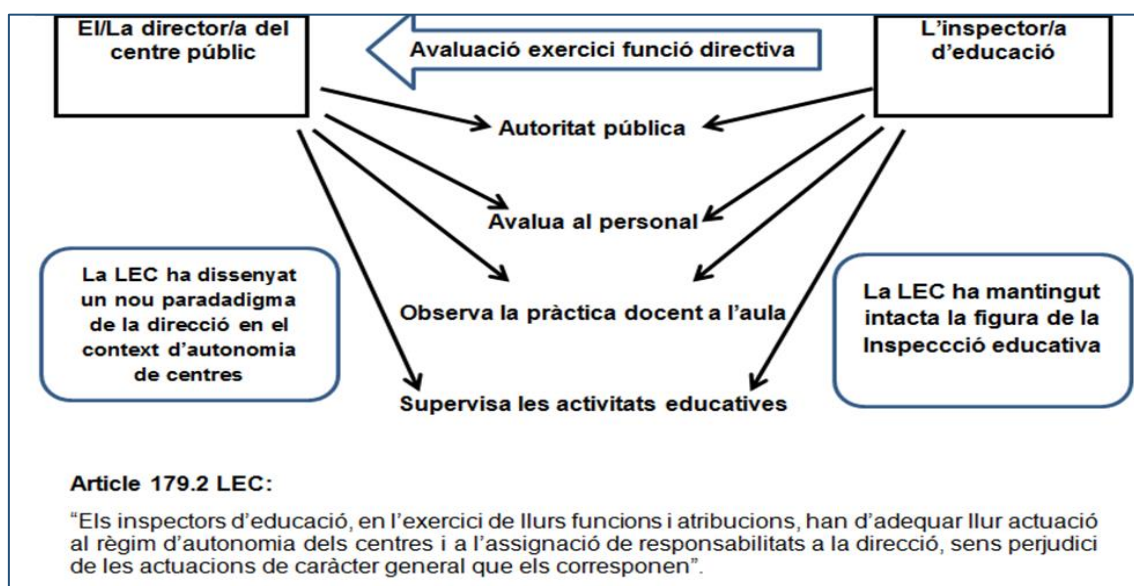 El/La director/a del
centre públic
Avaluació exercici funció directiva
L'inspector/a
d'educació
Autoritat pública
Avalua al personal
La LEC ha dissenyat
un nou paradadigma
de la direcció en el
context d'autonomia
de centres
Observa la pràctica docent a l'aula
La LEC ha mantingut
intacta la figura de la
Inspeccció educativa
Supervisa les activitats educatives
Article 179.2 LEC:
“Els inspectors d'educació, en l'exercici de llurs funcions i atribucions, han d'adequar llur actuació
al règim d'autonomia dels centres i a l'assignació de responsabilitats a la direcció, sens perjudici
de les actuacions de caràcter general que els corresponen”.